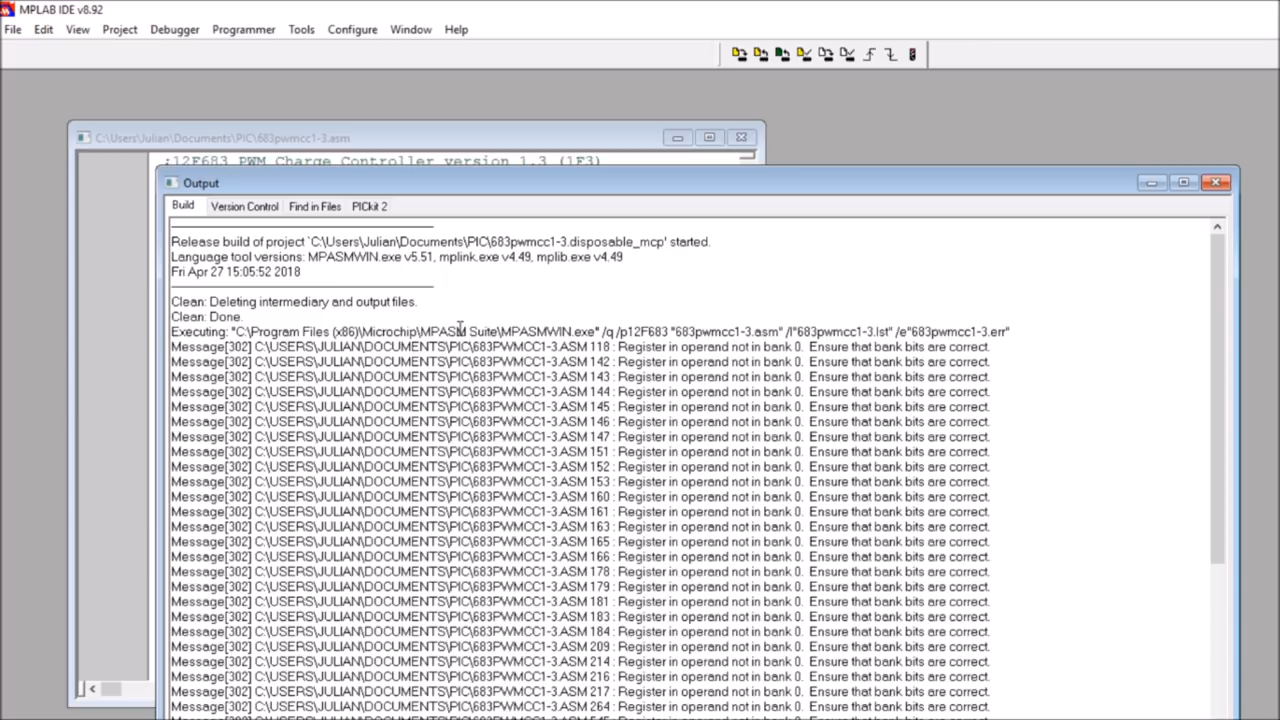 MPLAB IDE v8.92
File Edit View Project Debugger Programmer Tools Configure Window Help
C:\Users\Julian\Documents\PIC\683pwmcc1-3.asm
;12F683 PWM Charge Controller version 1.3 (1F3)
Output
Build Version Control Find in Files PICkit 2
Release build of project `C:\Users\Julian\Documents\PIC\683pwmcc1-3.disposable_mcp' started.
Language tool versions: MPASMWIN.exe v5.51, mplink.exe v4.49, mplib.exe v4.49
Fri Apr 27 15:05:52 2018
Clean: Deleting intermediary and output files.
Clean: Done.
Executing: "C:\Program Files (x86)\Microchip\MPASM Suite\MPASMWIN.exe" /q /p12F683 "683pwmcc1-3.asm" /l"683pwmcc1-3.lst" /e"683pwmcc1-3.err"
Message[302] C:\USERS\JULIAN\DOCUMENTS\PIC\683PWMCC1-3.ASM 118 : Register in operand not in bank 0. Ensure that bank bits are correct.
Message[302] C:\USERS\JULIAN\DOCUMENTS\PIC\683PWMCC1-3.ASM 142 : Register in operand not in bank 0. Ensure that bank bits are correct.
Message[302] C:\USERS\JULIAN\DOCUMENTS\PIC\683PWMCC1-3.ASM 143 : Register in operand not in bank 0. Ensure that bank bits are correct.
Message[302] C:\USERS\JULIAN\DOCUMENTS\PIC\683PWMCC1-3.ASM 144 : Register in operand not in bank 0. Ensure that bank bits are correct.
Message[302] C:\USERS\JULIAN\DOCUMENTS\PIC\683PWMCC1-3.ASM 145 : Register in operand not in bank 0. Ensure that bank bits are correct.
Message[302] C:\USERS\JULIAN\DOCUMENTS\PIC\683PWMCC1-3.ASM 146 : Register in operand not in bank 0. Ensure that bank bits are correct.
Message[302] C:\USERS\JULIAN\DOCUMENTS\PIC\683PWMCC1-3.ASM 147 : Register in operand not in bank 0. Ensure that bank bits are correct.
Message[302] C:\USERS\JULIAN\DOCUMENTS\PIC\683PWMCC1-3.ASM 151 : Register in operand not in bank 0. Ensure that bank bits are correct.
Message[302] C:\USERS\JULIAN\DOCUMENTS\PIC\683PWMCC1-3.ASM 152 : Register in operand not in bank 0. Ensure that bank bits are correct.
Message[302] C:\USERS\JULIAN\DOCUMENTS\PIC\683PWMCC1-3.ASM 153 : Register in operand not in bank 0. Ensure that bank bits are correct.
Message[302] C:\USERS\JULIAN\DOCUMENTS\PIC\683PWMCC1-3.ASM 160 : Register in operand not in bank 0. Ensure that bank bits are correct.
Message[302] C:\USERS\JULIAN\DOCUMENTS\PIC\683PWMCC1-3.ASM 161 : Register in operand not in bank 0. Ensure that bank bits are correct.
Message[302] C:\USERS\JULIAN\DOCUMENTS\PIC\683PWMCC1-3.ASM 163 : Register in operand not in bank 0. Ensure that bank bits are correct.
Message[302] C:\USERS\JULIAN\DOCUMENTS\PIC\683PWMCC1-3.ASM 165 : Register in operand not in bank 0. Ensure that bank bits are correct.
Message[302] C:\USERS\JULIAN\DOCUMENTS\PIC\683PWMCC1-3.ASM 166 : Register in operand not in bank 0. Ensure that bank bits are correct.
Message[302] C:\USERS\JULIAN\DOCUMENTS\PIC\683PWMCC1-3.ASM 178 : Register in operand not in bank 0. Ensure that bank bits are correct.
Message[302] C:\USERS\JULIAN\DOCUMENTS\PIC\683PWMCC1-3.ASM 179 : Register in operand not in bank 0. Ensure that bank bits are correct.
Message[302] C:\USERS\JULIAN\DOCUMENTS\PIC\683PWMCC1-3.ASM 181 : Register in operand not in bank 0. Ensure that bank bits are correct.
Message[302] C:\USERS\JULIAN\DOCUMENTS\PIC\683PWMCC1-3.ASM 183 : Register in operand not in bank 0. Ensure that bank bits are correct.
Message[302] C:\USERS\JULIAN\DOCUMENTS\PIC\683PWMCC1-3.ASM 184 : Register in operand not in bank 0. Ensure that bank bits are correct.
Message[302] C:\USERS\JULIAN\DOCUMENTS\PIC\683PWMCC1-3.ASM 209 : Register in operand not in bank 0. Ensure that bank bits are correct.
Message[302] C:\USERS\JULIAN\DOCUMENTS\PIC\683PWMCC1-3.ASM 214 : Register in operand not in bank 0. Ensure that bank bits are correct.
Message[302] C:\USERS\JULIAN\DOCUMENTS\PIC\683PWMCC1-3.ASM 216 : Register in operand not in bank 0. Ensure that bank bits are correct.
Message[302] C:\USERS\JULIAN\DOCUMENTS\PIC\683PWMCC1-3.ASM 217 : Register in operand not in bank 0. Ensure that bank bits are correct.
Message[302] C:\USERS\JULIAN\DOCUMENTS\PIC\683PWMCC1-3.ASM 264 : Register in operand not in bank 0. Ensure that bank bits are correct.